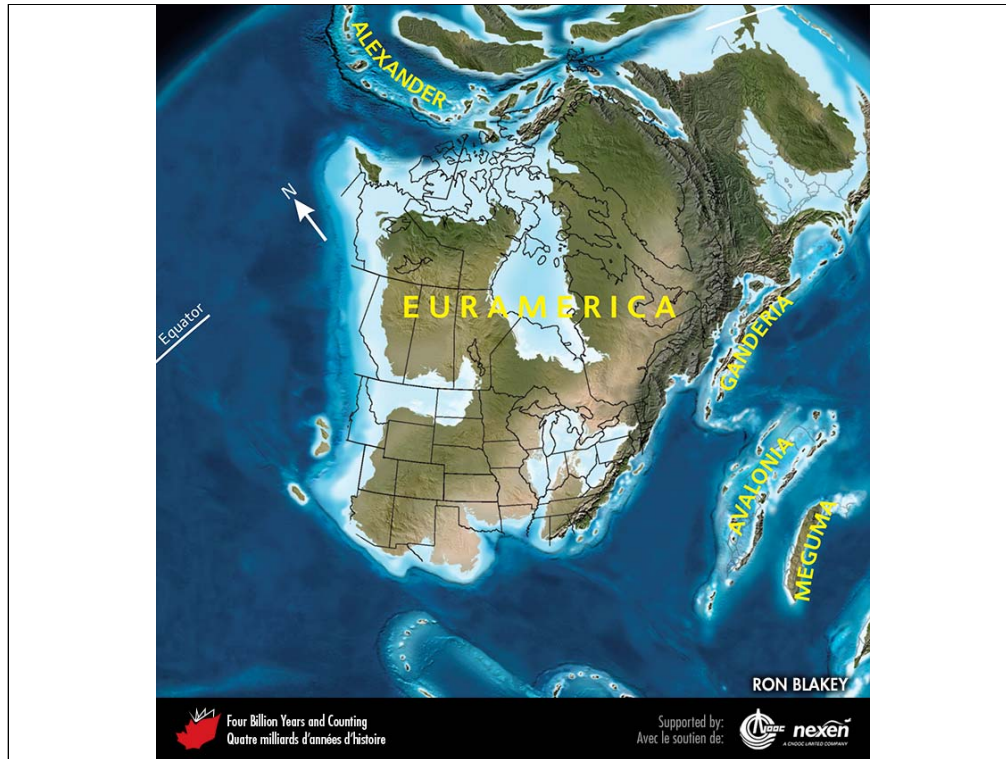 ALEXANDER
N
EURAMERICA
Equator
GANDERIA
AVALONIA
MEGUMA
RON BLAKEY
Four Billion Years and Counting
Quatre milliards d'années d'histoire
Supported by:
Avec le soutien de:
CNOOC
nexen
A CNOOC LIMITED COMPANY